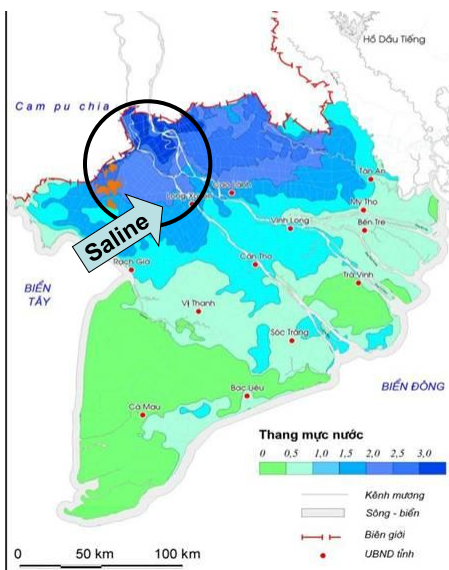 Hồ Dầu Tiếng
Cam pu chia
Cao Lãnh
Long Xuyên
Tân An
Mỹ Tho
Bến Tre
Vĩnh Long
Saline
Rạch Giá
Cần Thơ
Trà Vinh
BIỂN
TÂY
Vị Thanh
Sóc Trăng
BIỂN ĐÔNG
Bạc Liêu
Cà Mau
Thang mực nước
0 0,5 1,0 1,5 2,0 2,5 3,0
Kênh mương
Sông - biển
Biên giới
UBND tỉnh
0 50 km 100 km